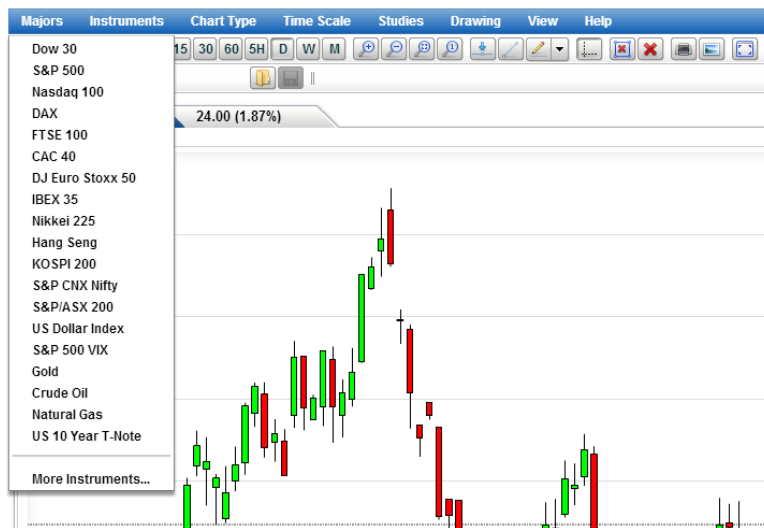 Majors Instruments Chart Type Time Scale Studies Drawing View Help
15 30 60 5H D W M
24.00 (1.87%)
Dow 30
S&P 500
Nasdaq 100
DAX
FTSE 100
CAC 40
DJ Euro Stoxx 50
IBEX 35
Nikkei 225
Hang Seng
KOSPI 200
S&P CNX Nifty
S&P/ASX 200
US Dollar Index
S&P 500 VIX
Gold
Crude Oil
Natural Gas
US 10 Year T-Note
More Instruments...